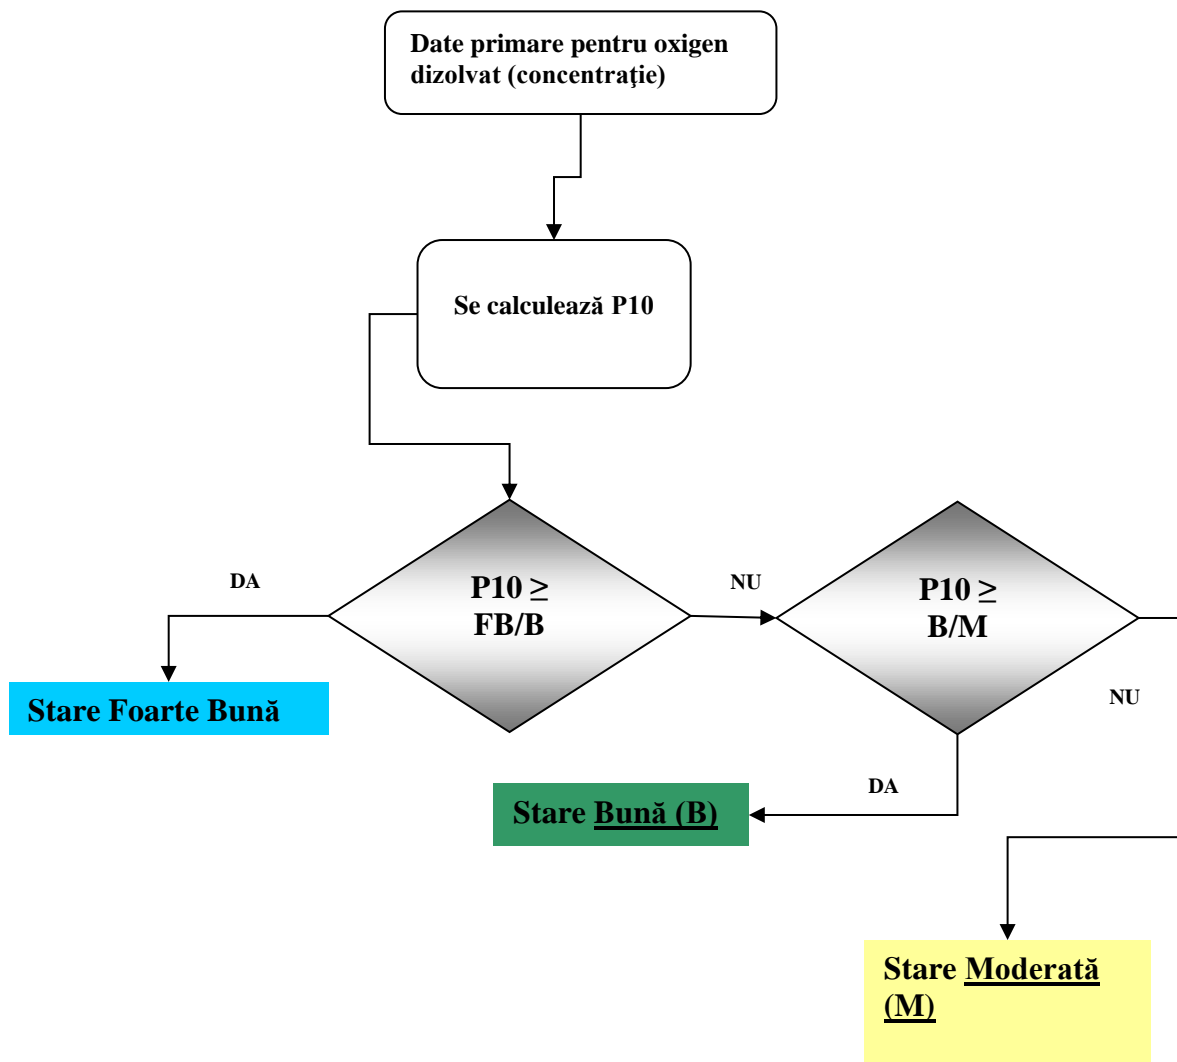 Date primare pentru oxigen
dizolvat (concentraţie)
Se calculează P10
DA
P10 ≥
FB/B
NU
P10 ≥
B/M
Stare Foarte Bună
NU
DA
Stare Bună (B)
Stare Moderată
(M)